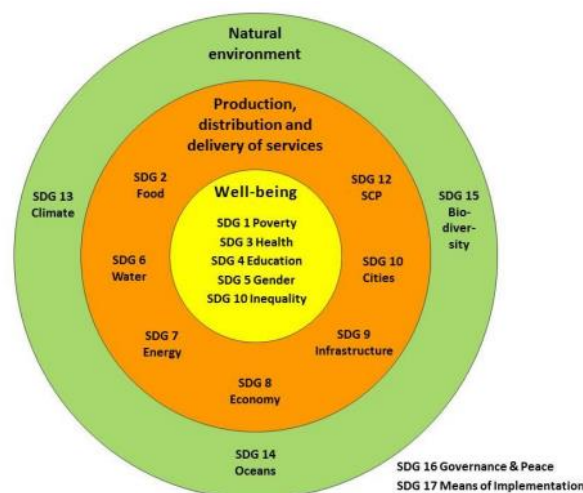 Natural
environment
Production,
distribution and
delivery of services
SDG 2
Food
SDG 12
SCP
SDG 13
Climate
SDG 15
Bio-
diver-
sity
Well-being
SDG 1 Poverty
SDG 3 Health
SDG 4 Education
SDG 5 Gender
SDG 10 Inequality
SDG 6
Water
SDG 10
Cities
SDG 7
Energy
SDG 9
Infrastructure
SDG 8
Economy
SDG 14
Oceans
SDG 16 Governance & Peace
SDG 17 Means of Implementation